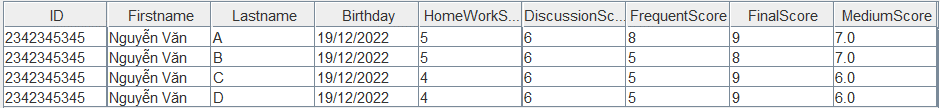 ID Firstname Lastname Birthday HomeWorkS... DiscussionSc... FrequentScore FinalScore MediumScore
2342345345 Nguyễn Văn A 19/12/2022 5 6 8 9 7.0
2342345345 Nguyễn Văn B 19/12/2022 5 6 5 8 7.0
2342345345 Nguyễn Văn C 19/12/2022 4 6 5 9 6.0
2342345345 Nguyễn Văn D 19/12/2022 4 6 5 9 6.0